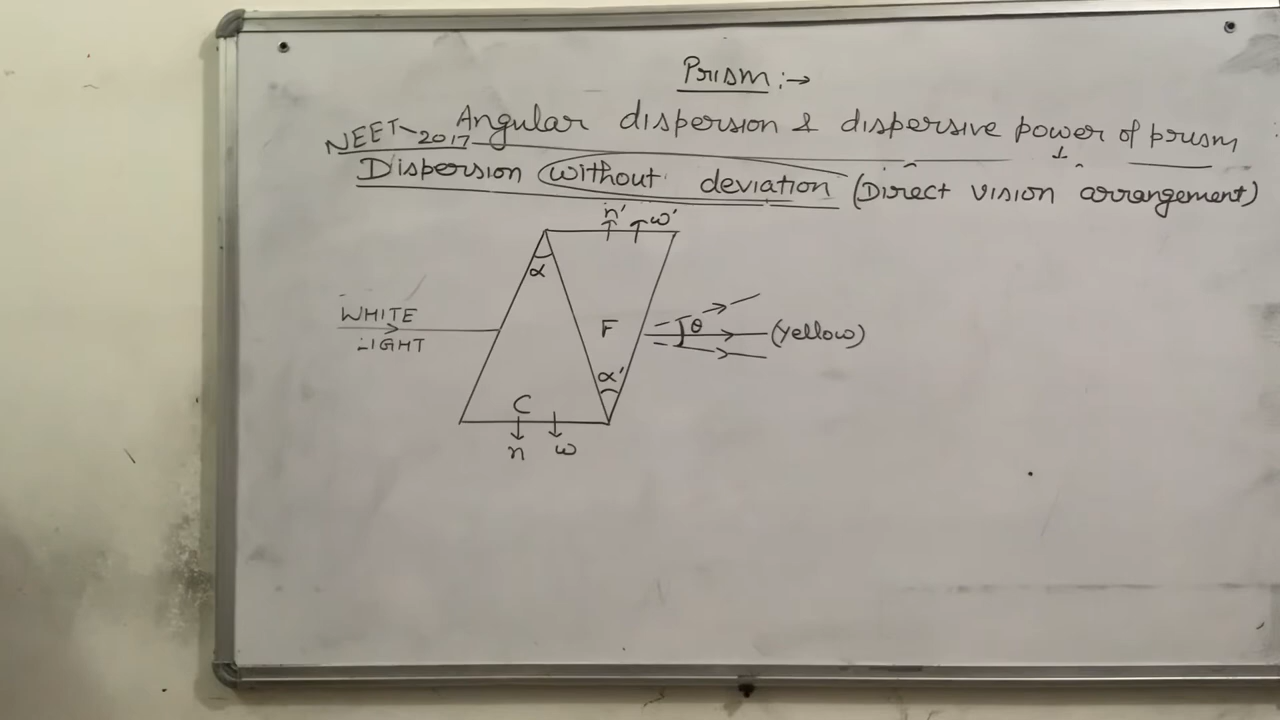 Prism :→
NEET-2017 Angular dispersion & dispersive power of prism
Dispersion without deviation (Direct vision arrangement)
n' ω'
α
WHITE
LIGHT
F
θ
(Yellow)
α'
C
n ω